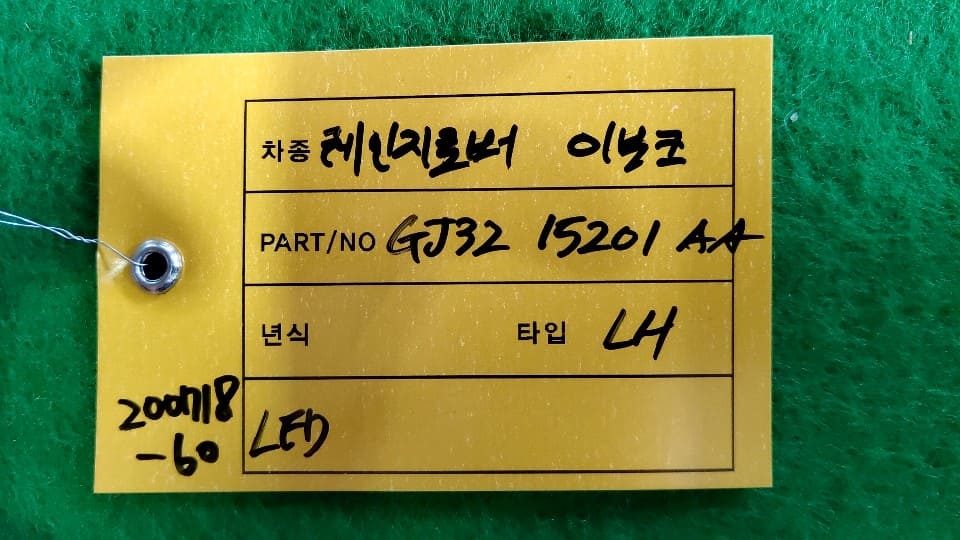 차종 레인지로버 이보크
PART/NO GJ32 15201 AA
년식 타입 LH
LED
200718
-60